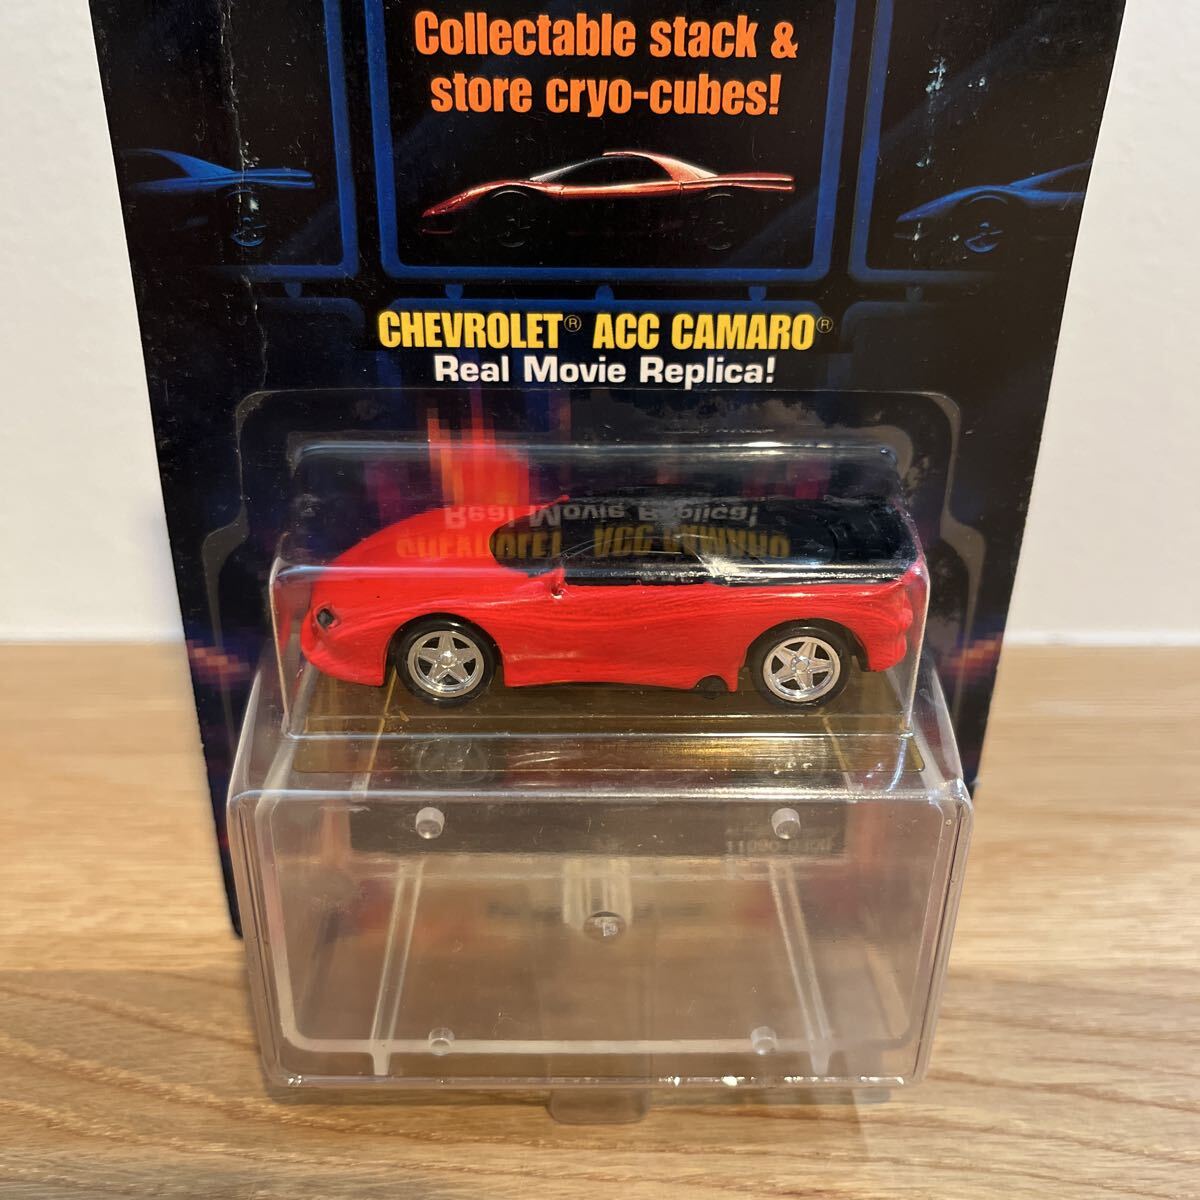 Collectable stack &
store cryo-cubes!
CHEVROLET® ACC CAMARO®
Real Movie Replica!